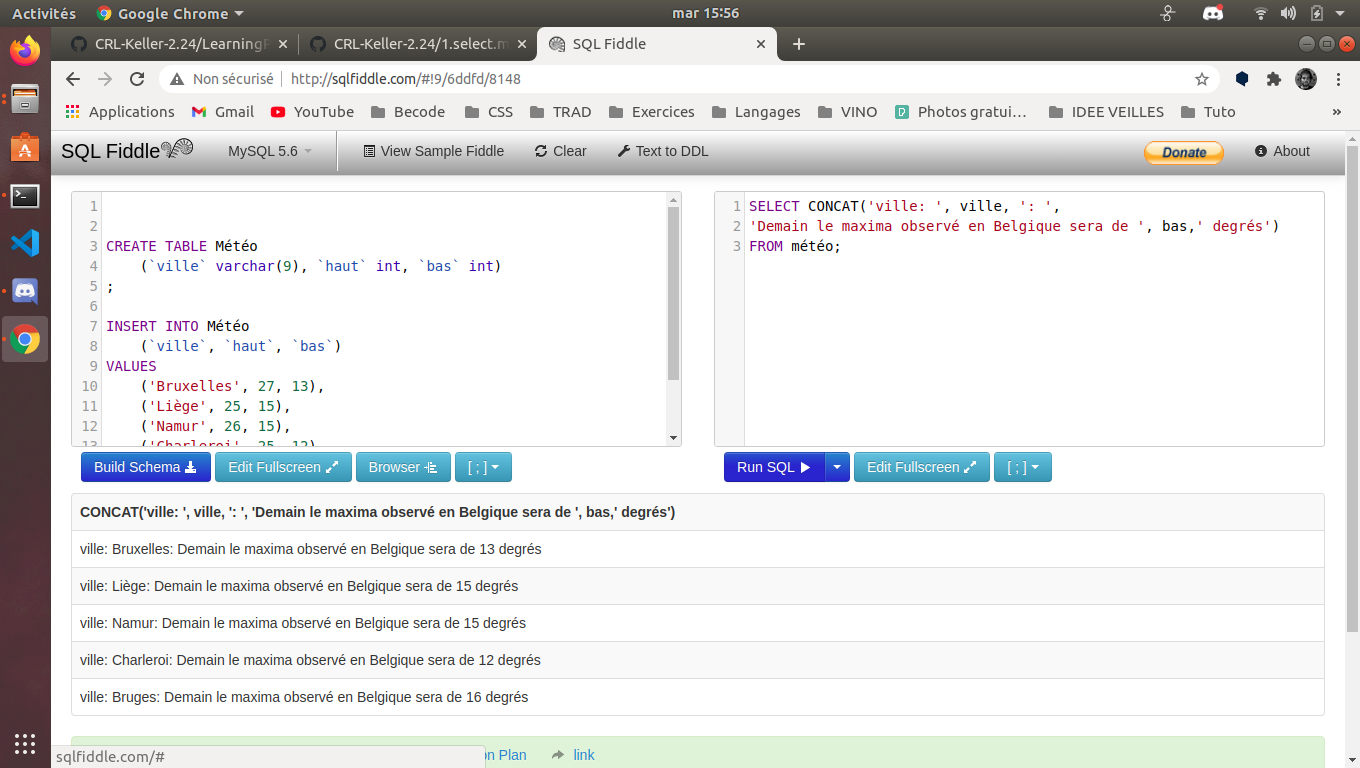 Activités Google Chrome mar 15:56
CRL-Keller-2.24/LearningP CRL-Keller-2.24/1.select.m SQL Fiddle
Non sécurisé http://sqlfiddle.com/#!9/6ddfd/8148
Applications Gmail YouTube Becode CSS TRAD Exercices Langages VINO Photos gratui... IDEE VEILLES Tuto »
SQL Fiddle MySQL 5.6 View Sample Fiddle Clear Text to DDL Donate About
1
2
3 CREATE TABLE Météo
4 (`ville` varchar(9), `haut` int, `bas` int)
5 ;
6
7 INSERT INTO Météo
8 (`ville`, `haut`, `bas`)
9 VALUES
10 ('Bruxelles', 27, 13),
11 ('Liège', 25, 15),
12 ('Namur', 26, 15),
13 ('Charleroi', 25, 12)
1 SELECT CONCAT('ville: ', ville, ': ',
2 'Demain le maxima observé en Belgique sera de ', bas,' degrés')
3 FROM météo;
Build Schema Edit Fullscreen Browser [ ; ]
Run SQL Edit Fullscreen [ ; ]
CONCAT('ville: ', ville, ': ', 'Demain le maxima observé en Belgique sera de ', bas,' degrés')
ville: Bruxelles: Demain le maxima observé en Belgique sera de 13 degrés
ville: Liège: Demain le maxima observé en Belgique sera de 15 degrés
ville: Namur: Demain le maxima observé en Belgique sera de 15 degrés
ville: Charleroi: Demain le maxima observé en Belgique sera de 12 degrés
ville: Bruges: Demain le maxima observé en Belgique sera de 16 degrés
sqlfiddle.com/# on Plan link